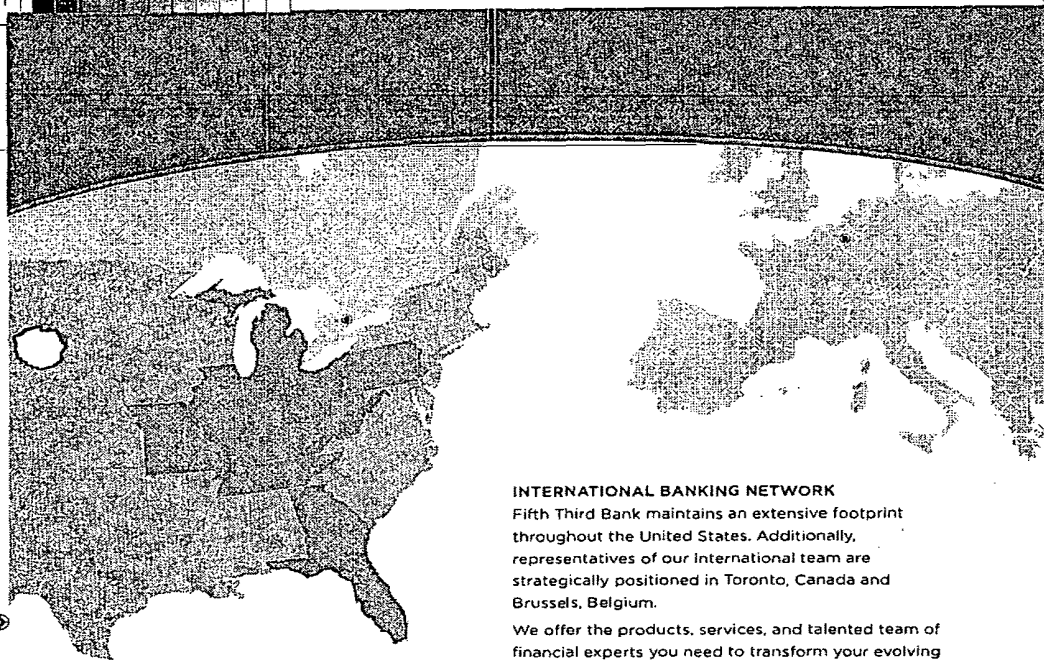 INTERNATIONAL BANKING NETWORK
Fifth Third Bank maintains an extensive footprint
throughout the United States. Additionally,
representatives of our international team are
strategically positioned in Toronto, Canada and
Brussels, Belgium.
We offer the products, services, and talented team of
financial experts you need to transform your evolving